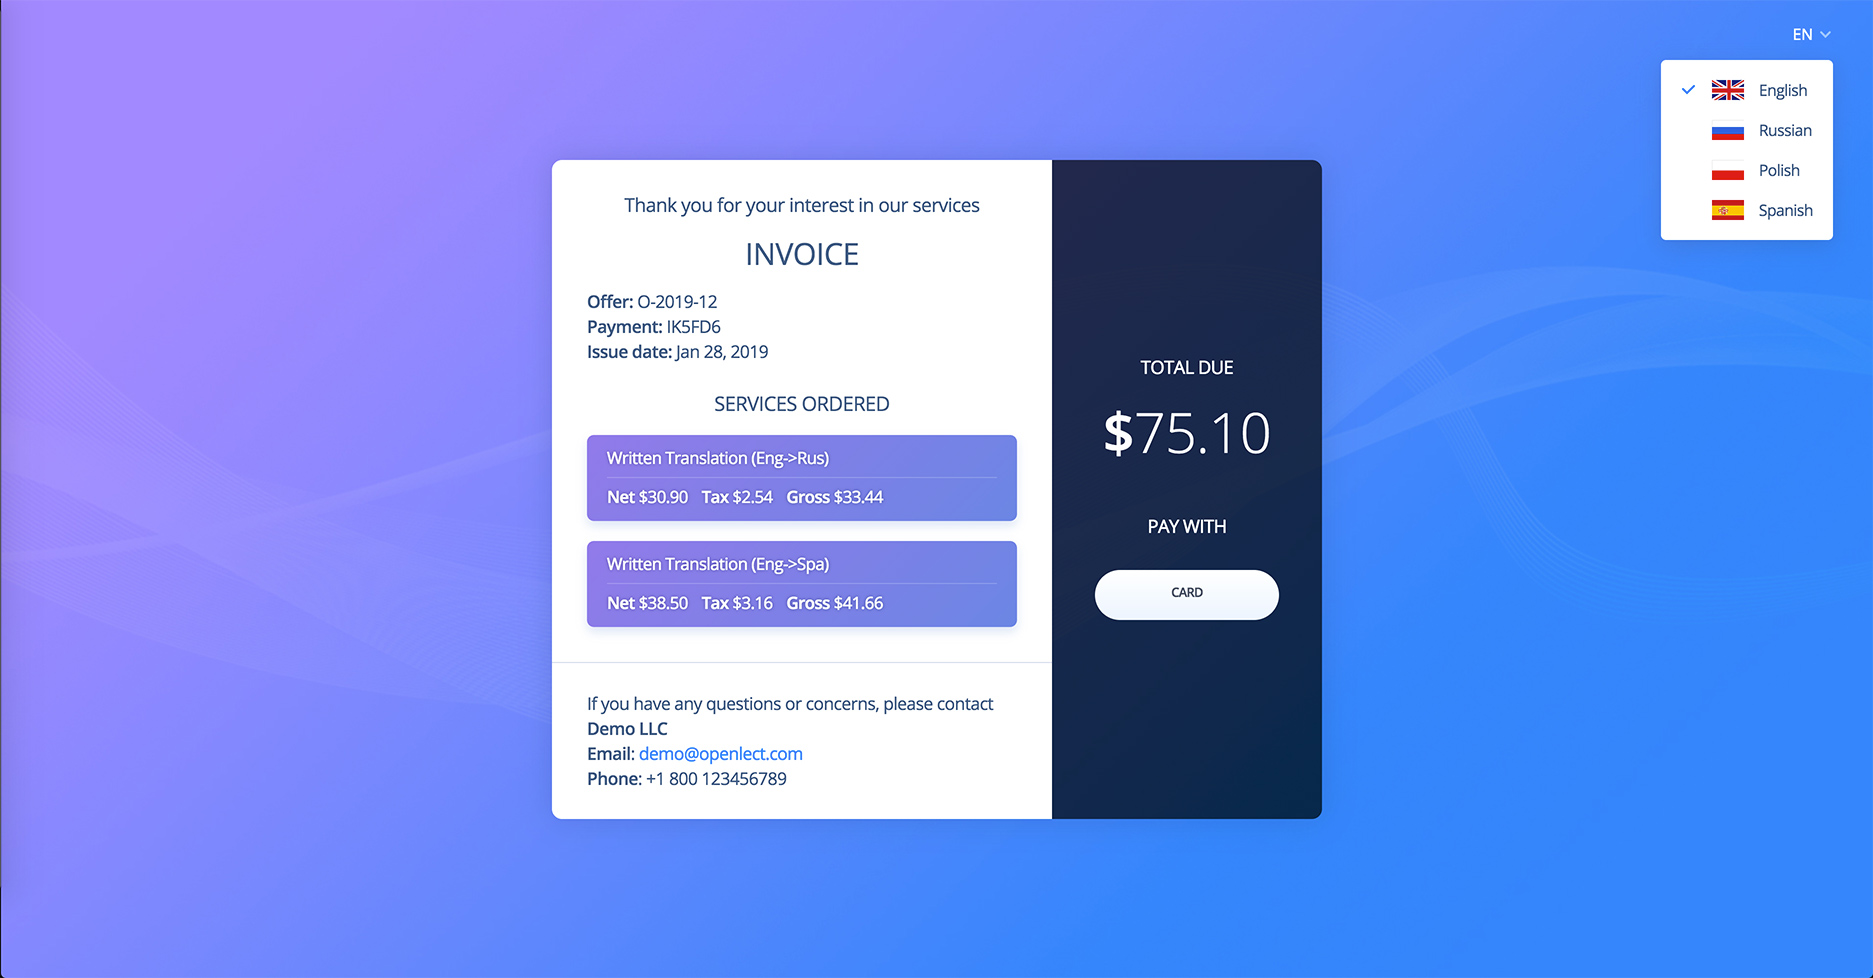 EN
English
Russian
Polish
Spanish
Thank you for your interest in our services
INVOICE
Offer: O-2019-12
Payment: IK5FD6
Issue date: Jan 28, 2019
SERVICES ORDERED
Written Translation (Eng->Rus)
Net $30.90 Tax $2.54 Gross $33.44
Written Translation (Eng->Spa)
Net $38.50 Tax $3.16 Gross $41.66
If you have any questions or concerns, please contact
Demo LLC
Email: demo@openlect.com
Phone: +1 800 123456789
TOTAL DUE
$75.10
PAY WITH
CARD